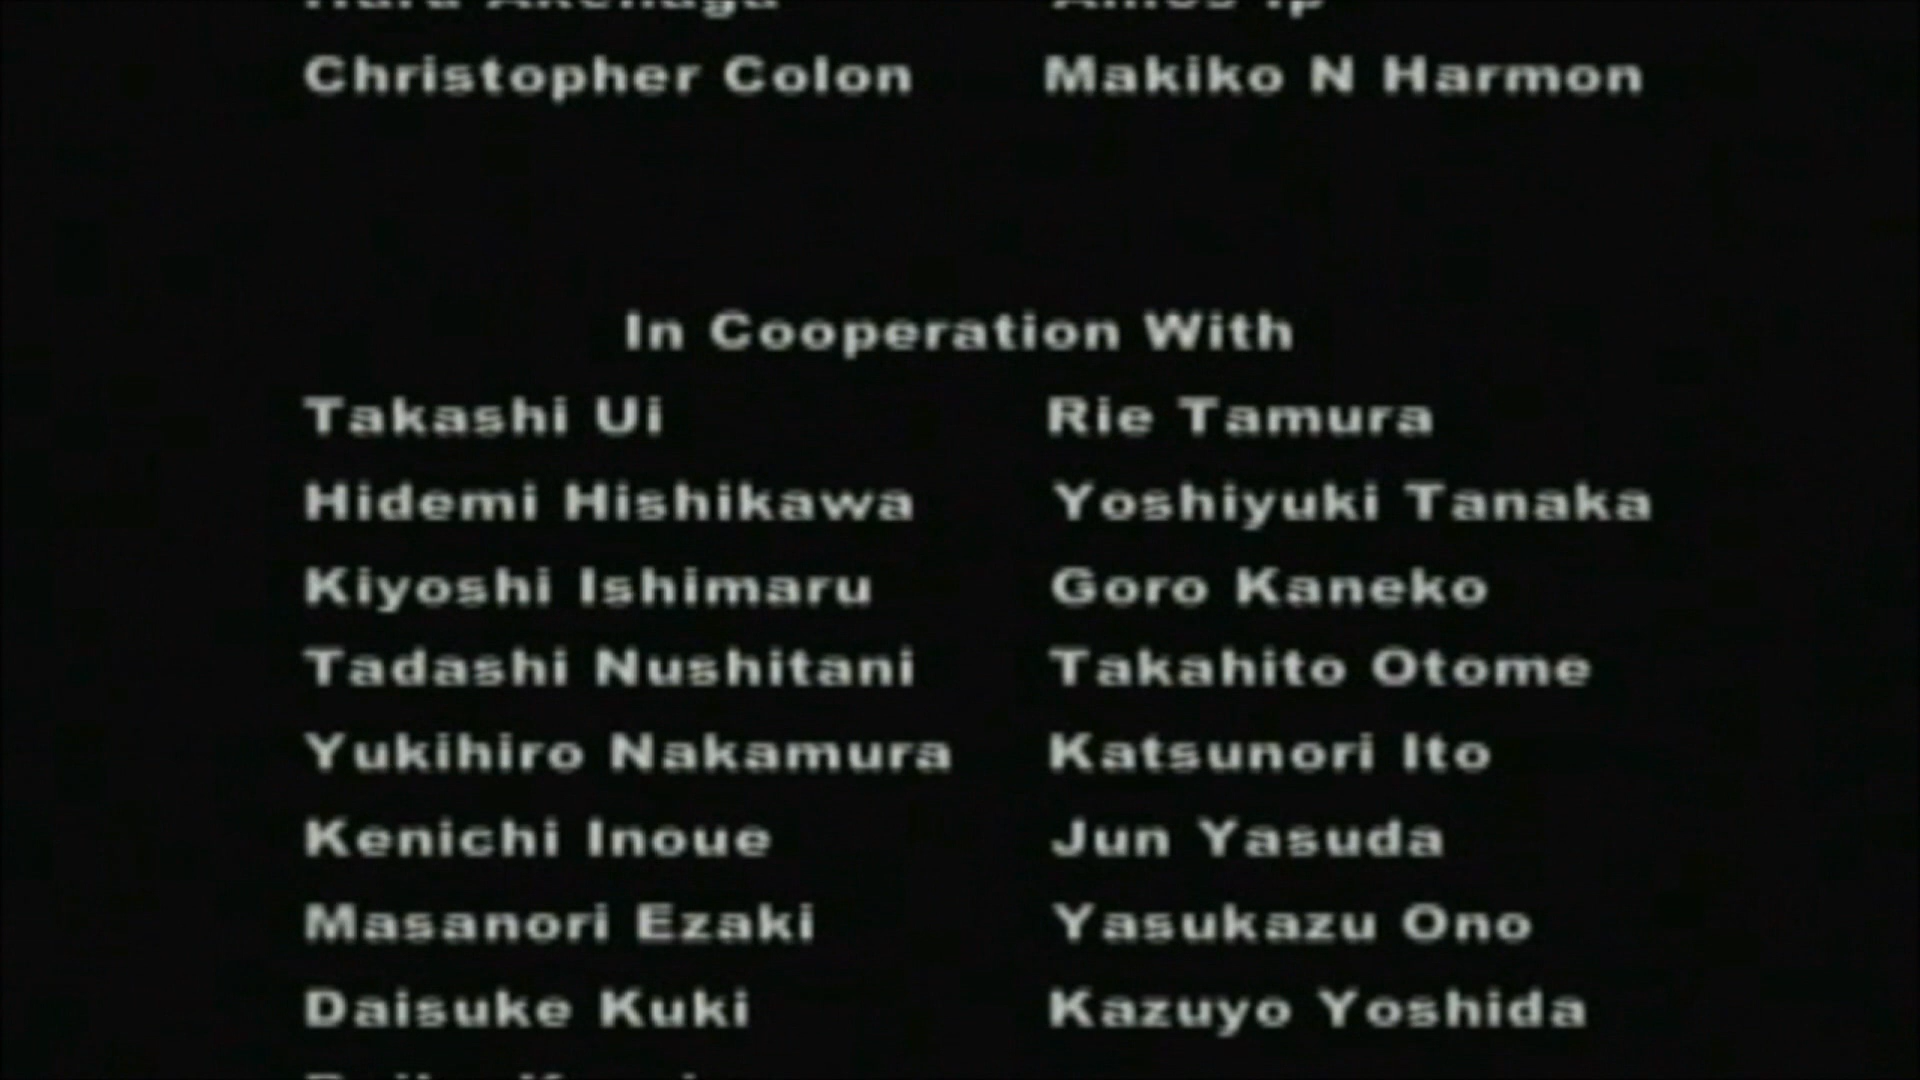 Christopher Colon Makiko N Harmon
In Cooperation With
Takashi Ui Rie Tamura
Hidemi Hishikawa Yoshiyuki Tanaka
Kiyoshi Ishimaru Goro Kaneko
Tadashi Nushitani Takahito Otome
Yukihiro Nakamura Katsunori Ito
Kenichi Inoue Jun Yasuda
Masanori Ezaki Yasukazu Ono
Daisuke Kuki Kazuyo Yoshida